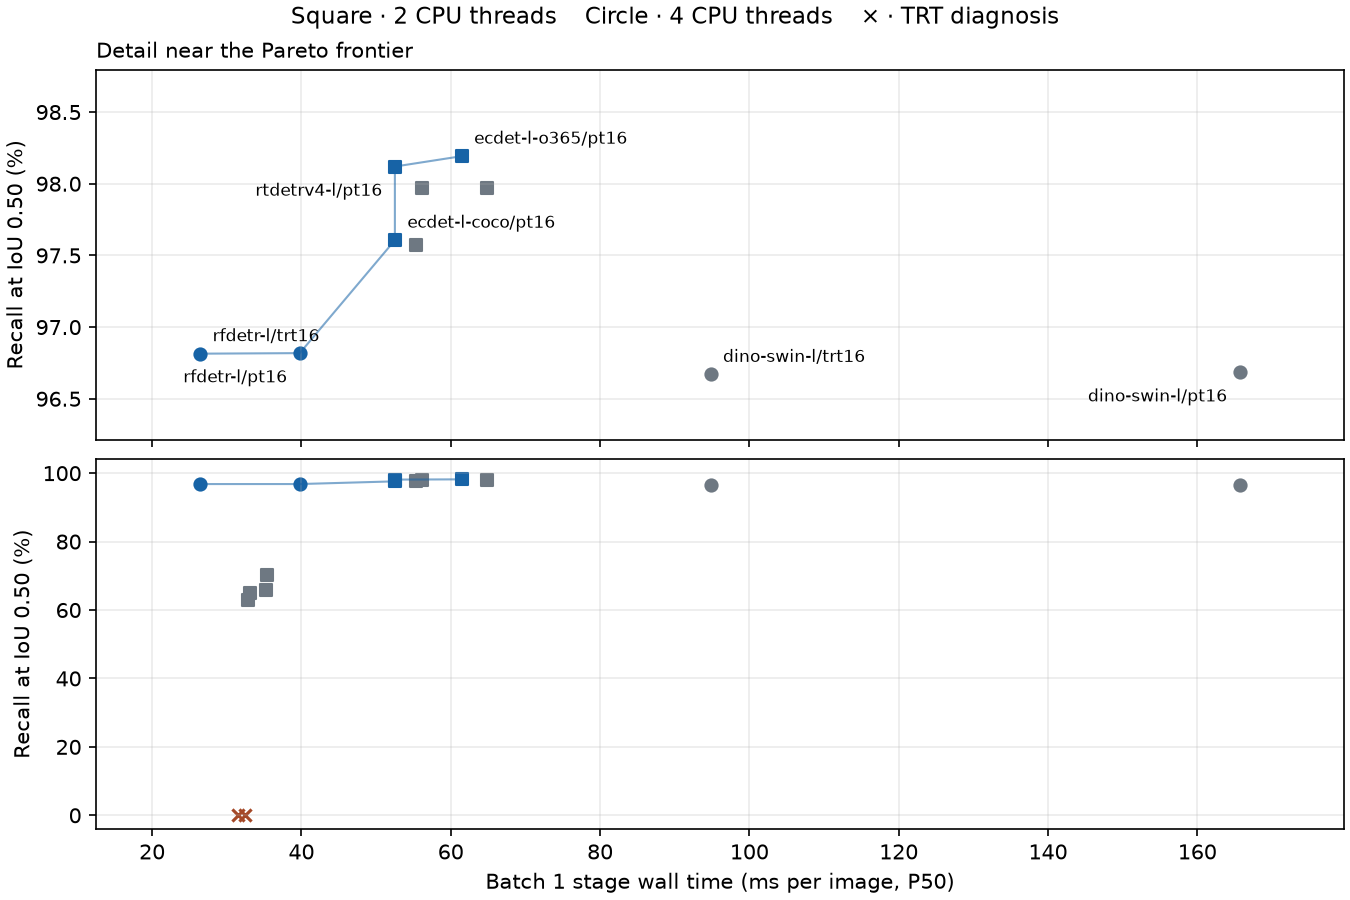 Square · 2 CPU threads    Circle · 4 CPU threads    × · TRT diagnosis
Detail near the Pareto frontier
Recall at IoU 0.50 (%)
98.5
98.0
97.5
97.0
96.5
ecdet-l-o365/pt16
rtdetrv4-l/pt16
ecdet-l-coco/pt16
rfdetr-l/trt16
rfdetr-l/pt16
dino-swin-l/trt16
dino-swin-l/pt16
Recall at IoU 0.50 (%)
100
80
60
40
20
0
20 40 60 80 100 120 140 160
Batch 1 stage wall time (ms per image, P50)